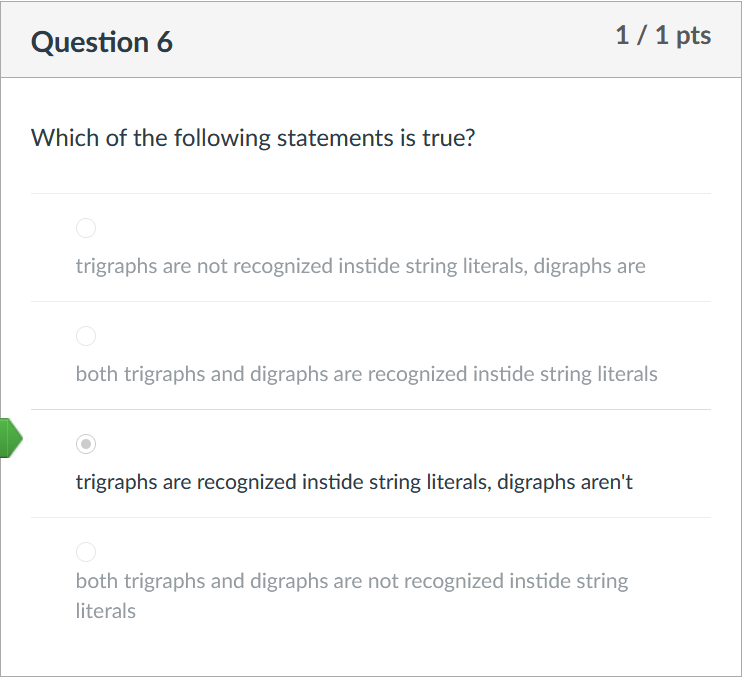 Question 6
1 / 1 pts
Which of the following statements is true?
trigraphs are not recognized instide string literals, digraphs are
both trigraphs and digraphs are recognized instide string literals
trigraphs are recognized instide string literals, digraphs aren't
both trigraphs and digraphs are not recognized instide string
literals